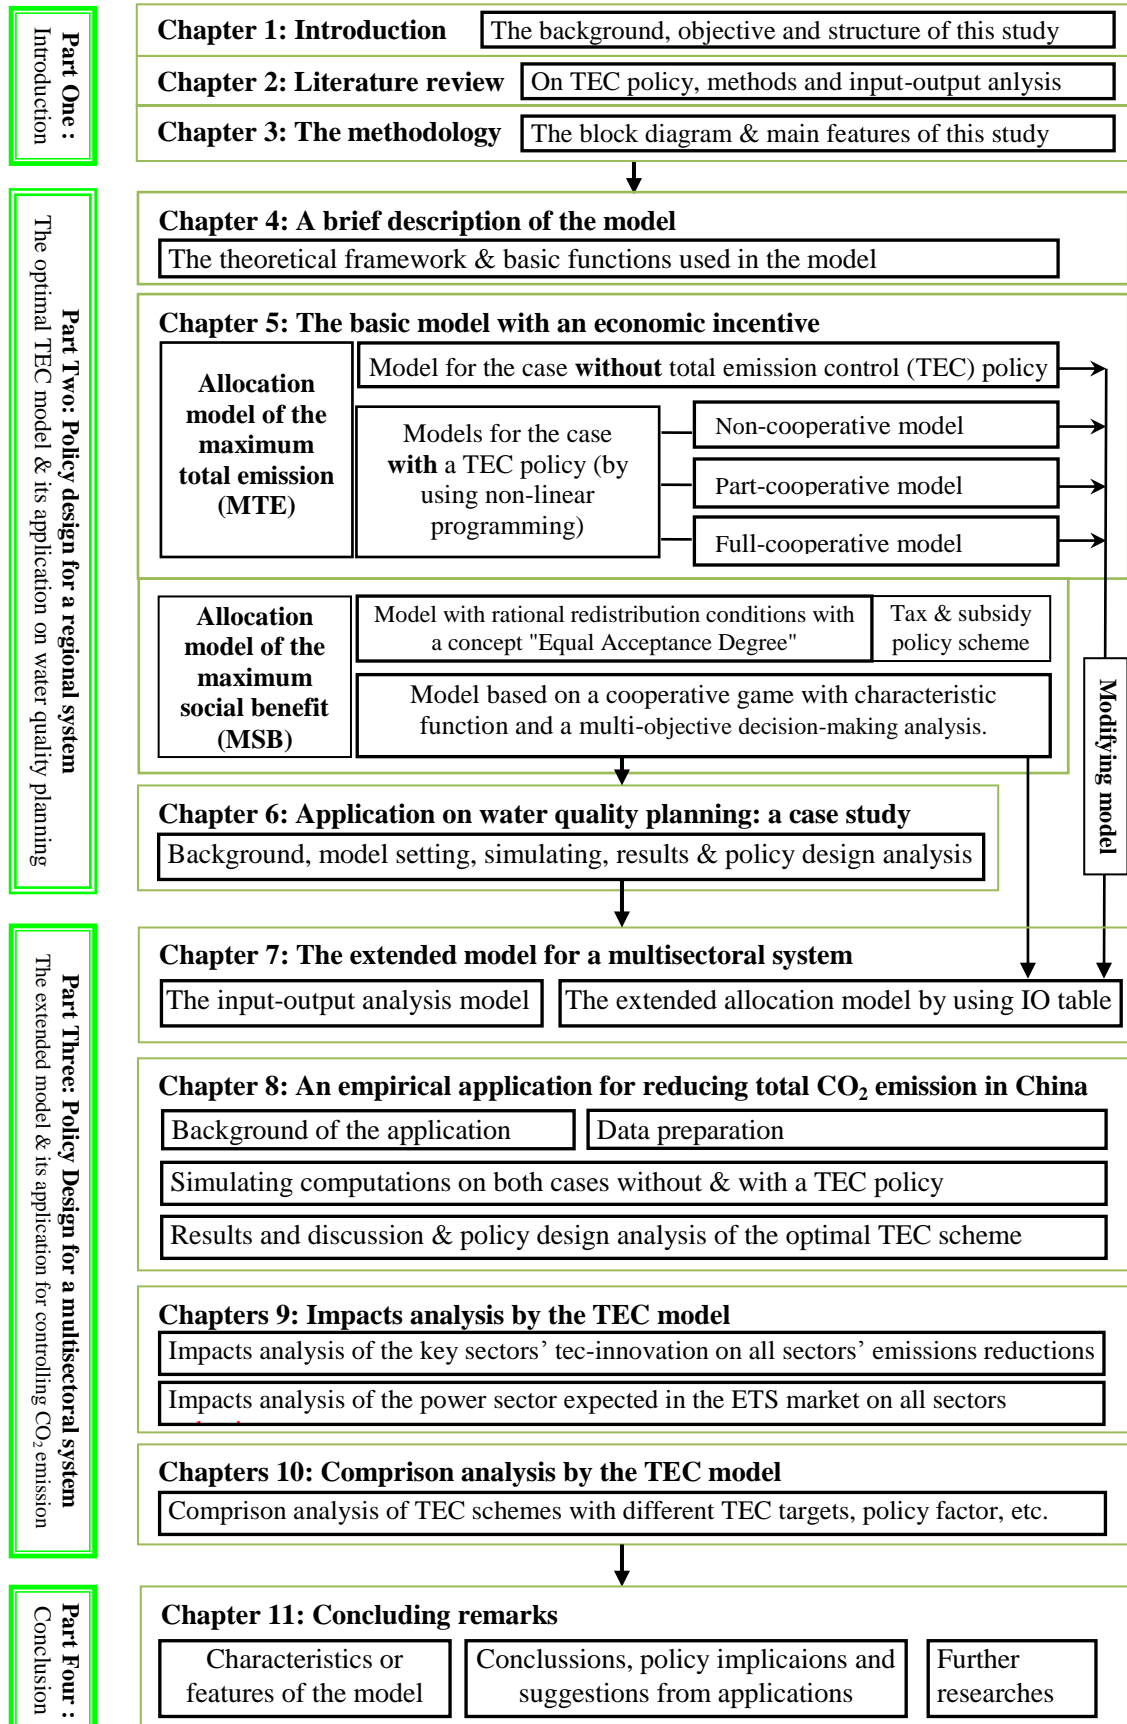 Part One :
Introduction
Chapter 1: Introduction
The background, objective and structure of this study
Chapter 2: Literature review
On TEC policy, methods and input-output anlysis
Chapter 3: The methodology
The block diagram & main features of this study
Part Two: Policy design for a regional system
The optimal TEC model & its application on water quality planning
Chapter 4: A brief description of the model
The theoretical framework & basic functions used in the model
Chapter 5: The basic model with an economic incentive
Allocation
model of the
maximum
total emission
(MTE)
Model for the case without total emission control (TEC) policy
Models for the case
with a TEC policy (by
using non-linear
programming)
Non-cooperative model
Part-cooperative model
Full-cooperative model
Allocation
model of the
maximum
social benefit
(MSB)
Model with rational redistribution conditions with
a concept "Equal Acceptance Degree"
Tax & subsidy
policy scheme
Model based on a cooperative game with characteristic
function and a multi-objective decision-making analysis.
Modifying model
Chapter 6: Application on water quality planning: a case study
Background, model setting, simulating, results & policy design analysis
Part Three: Policy Design for a multisectoral system
The extended model & its application for controlling CO₂ emission
Chapter 7: The extended model for a multisectoral system
The input-output analysis model
The extended allocation model by using IO table
Chapter 8: An empirical application for reducing total CO₂ emission in China
Background of the application
Data preparation
Simulating computations on both cases without & with a TEC policy
Results and discussion & policy design analysis of the optimal TEC scheme
Chapters 9: Impacts analysis by the TEC model
Impacts analysis of the key sectors’ tec-innovation on all sectors’ emissions reductions
Impacts analysis of the power sector expected in the ETS market on all sectors
Chapters 10: Comprison analysis by the TEC model
Comprison analysis of TEC schemes with different TEC targets, policy factor, etc.
Part Four :
Conclusion
Chapter 11: Concluding remarks
Characteristics or
features of the model
Conclussions, policy implicaions and
suggestions from applications
Further
researches